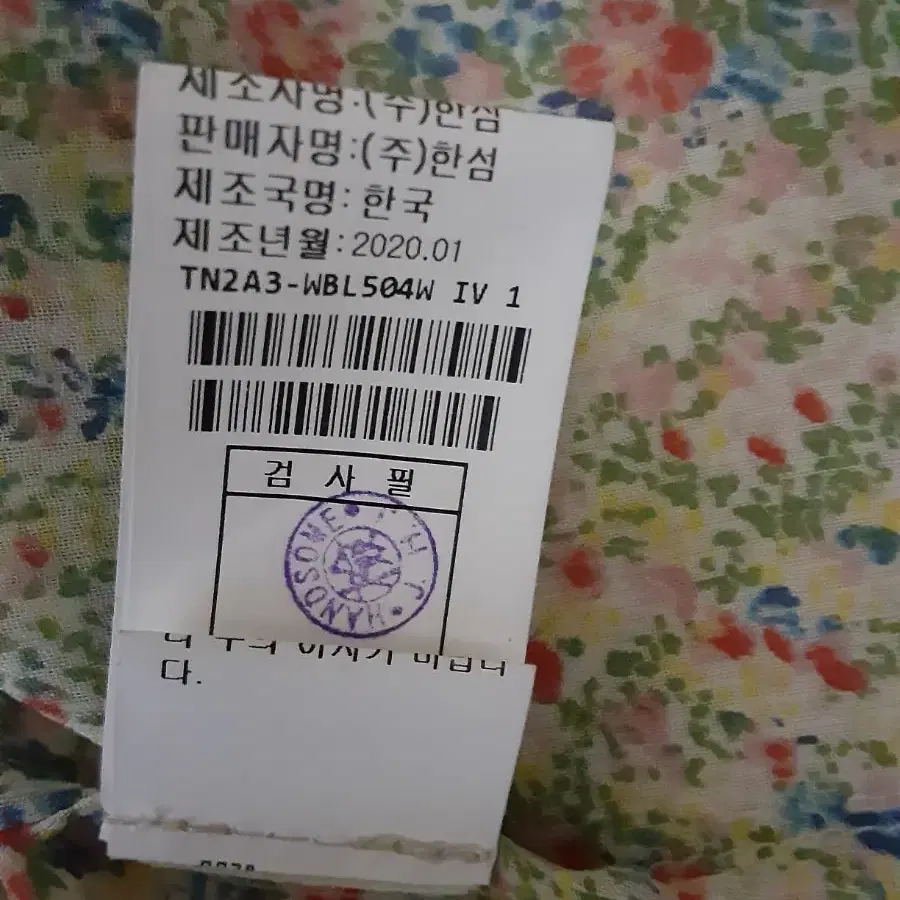 제조자명:(주)한섬
판매자명:(주)한섬
제조국명:한국
제조년월:2020.01
TN2A3-WBL504W IV 1
검 사 필
HANDSOME
다.